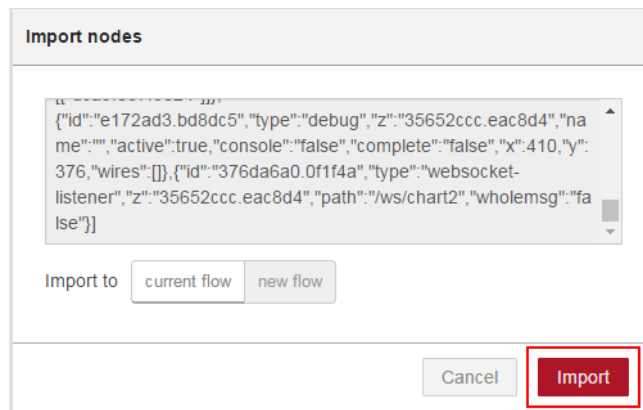 Import nodes
{"id":"e172ad3.bd8dc5","type":"debug","z":"35652ccc.eac8d4","na
me":"","active":true,"console":"false","complete":"false","x":410,"y":
376,"wires":[]},{"id":"376da6a0.0f1f4a","type":"websocket-
listener","z":"35652ccc.eac8d4","path":"/ws/chart2","wholemsg":"fa
lse"}]
Import to current flow new flow
Cancel Import